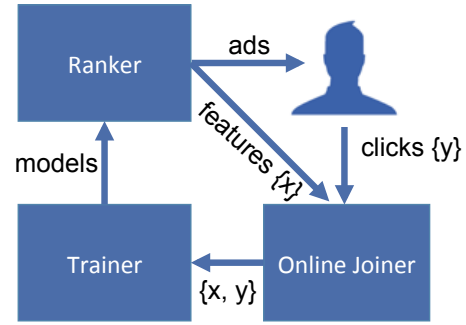 ads
Ranker
features {x}
clicks {y}
models
Trainer
Online Joiner
{x, y}